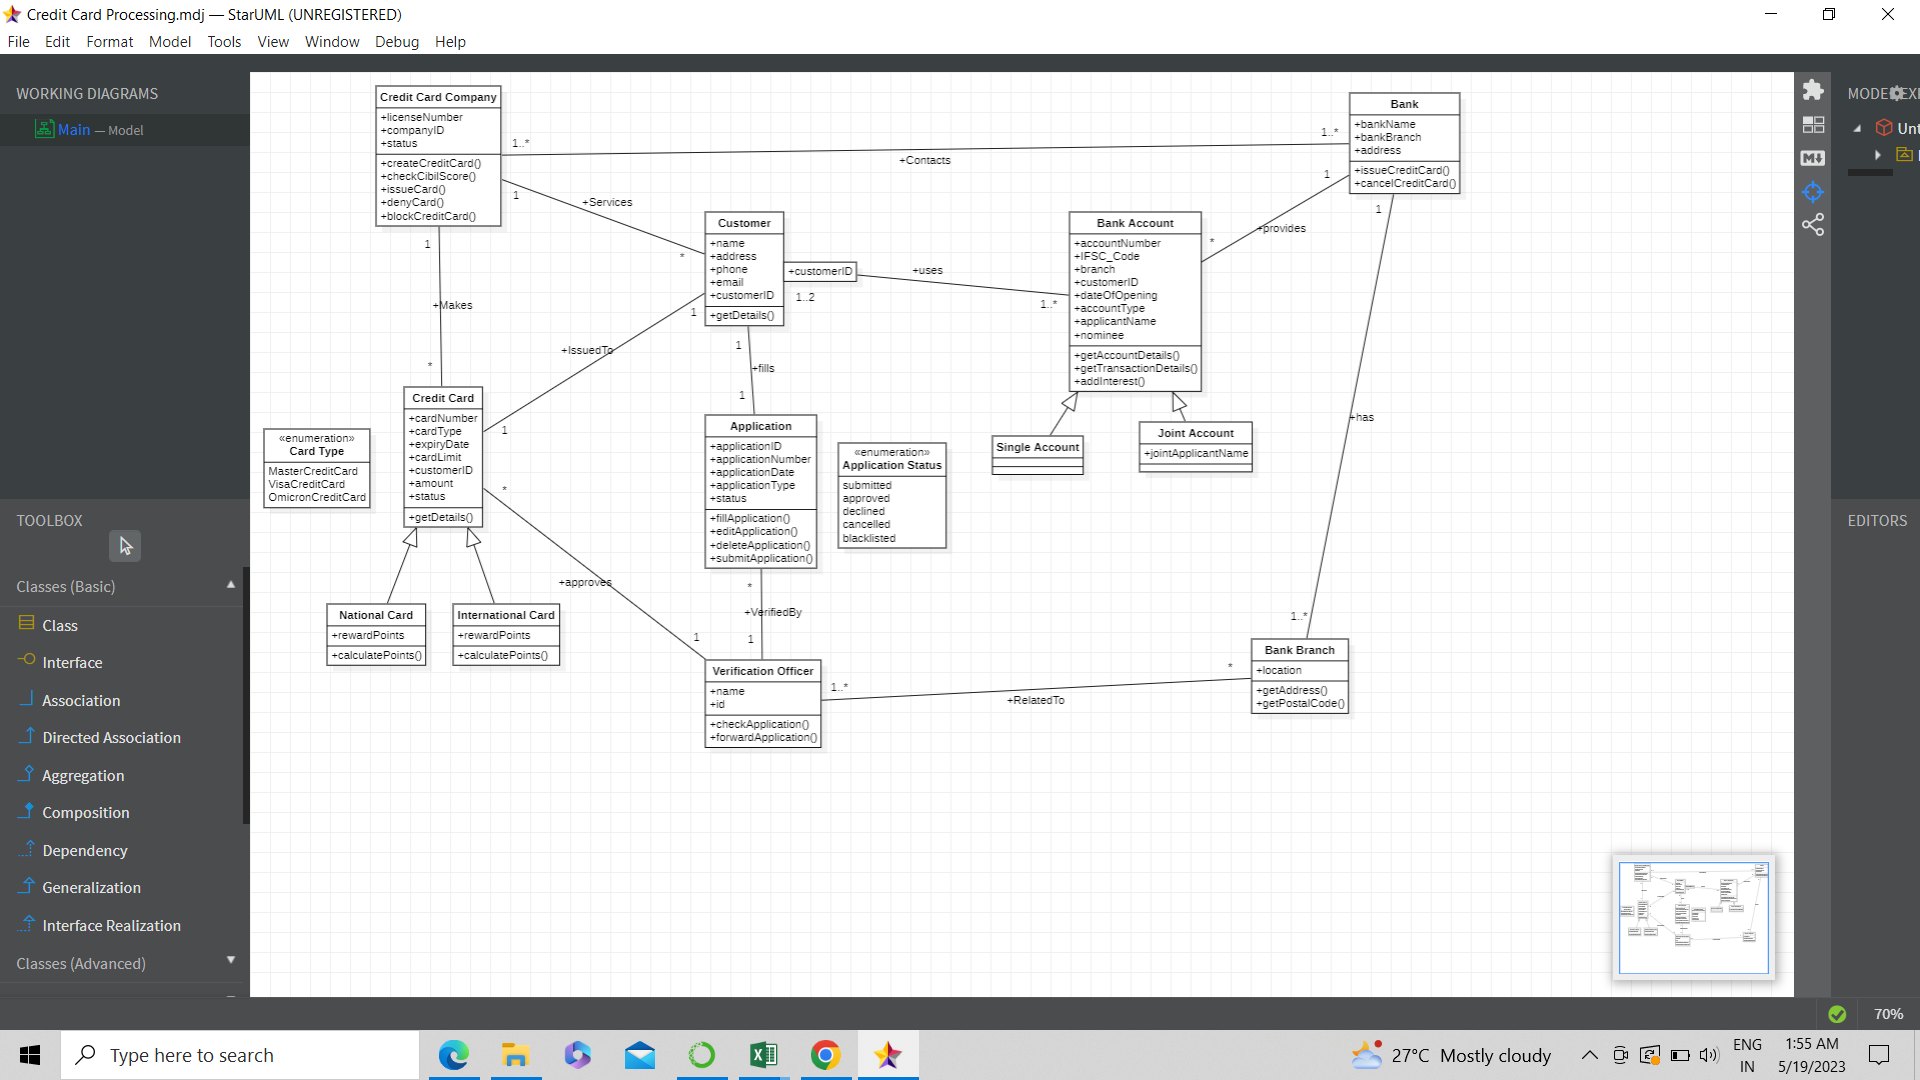 Credit Card Processing.mdj — StarUML (UNREGISTERED)
File Edit Format Model Tools View Window Debug Help
WORKING DIAGRAMS
Main — Model
TOOLBOX
Classes (Basic)
Class
Interface
Association
Directed Association
Aggregation
Composition
Dependency
Generalization
Interface Realization
Classes (Advanced)
Credit Card Company
+licenseNumber
+companyID
+status
+createCreditCard()
+checkCibilScore()
+issueCard()
+denyCard()
+blockCreditCard()
1..*
+Contacts
1..*
Bank
+bankName
+bankBranch
+address
+issueCreditCard()
+cancelCreditCard()
1
+Services
*
1
+Makes
*
Customer
+name
+address
+phone
+email
+customerID
+getDetails()
+customerID
1..2
+uses
1..*
Bank Account
+accountNumber
+IFSC_Code
+branch
+customerID
+dateOfOpening
+accountType
+applicantName
+nominee
+getAccountDetails()
+getTransactionDetails()
+addInterest()
1
+provides
*
1
+has
1..*
1
+IssuedTo
1
1
+fills
1
Credit Card
+cardNumber
+cardType
+expiryDate
+cardLimit
+customerID
+amount
+status
+getDetails()
«enumeration»
Card Type
MasterCreditCard
VisaCreditCard
OmicronCreditCard
Application
+applicationID
+applicationNumber
+applicationDate
+applicationType
+status
+fillApplication()
+editApplication()
+deleteApplication()
+submitApplication()
«enumeration»
Application Status
submitted
approved
declined
cancelled
blacklisted
Single Account
Joint Account
+jointApplicantName
*
+approves
1
*
+VerifiedBy
1
National Card
+rewardPoints
+calculatePoints()
International Card
+rewardPoints
+calculatePoints()
Verification Officer
+name
+id
+checkApplication()
+forwardApplication()
1..*
+RelatedTo
*
Bank Branch
+location
+getAddress()
+getPostalCode()
EDITORS
70%
Type here to search
27°C Mostly cloudy
ENG
IN
1:55 AM
5/19/2023